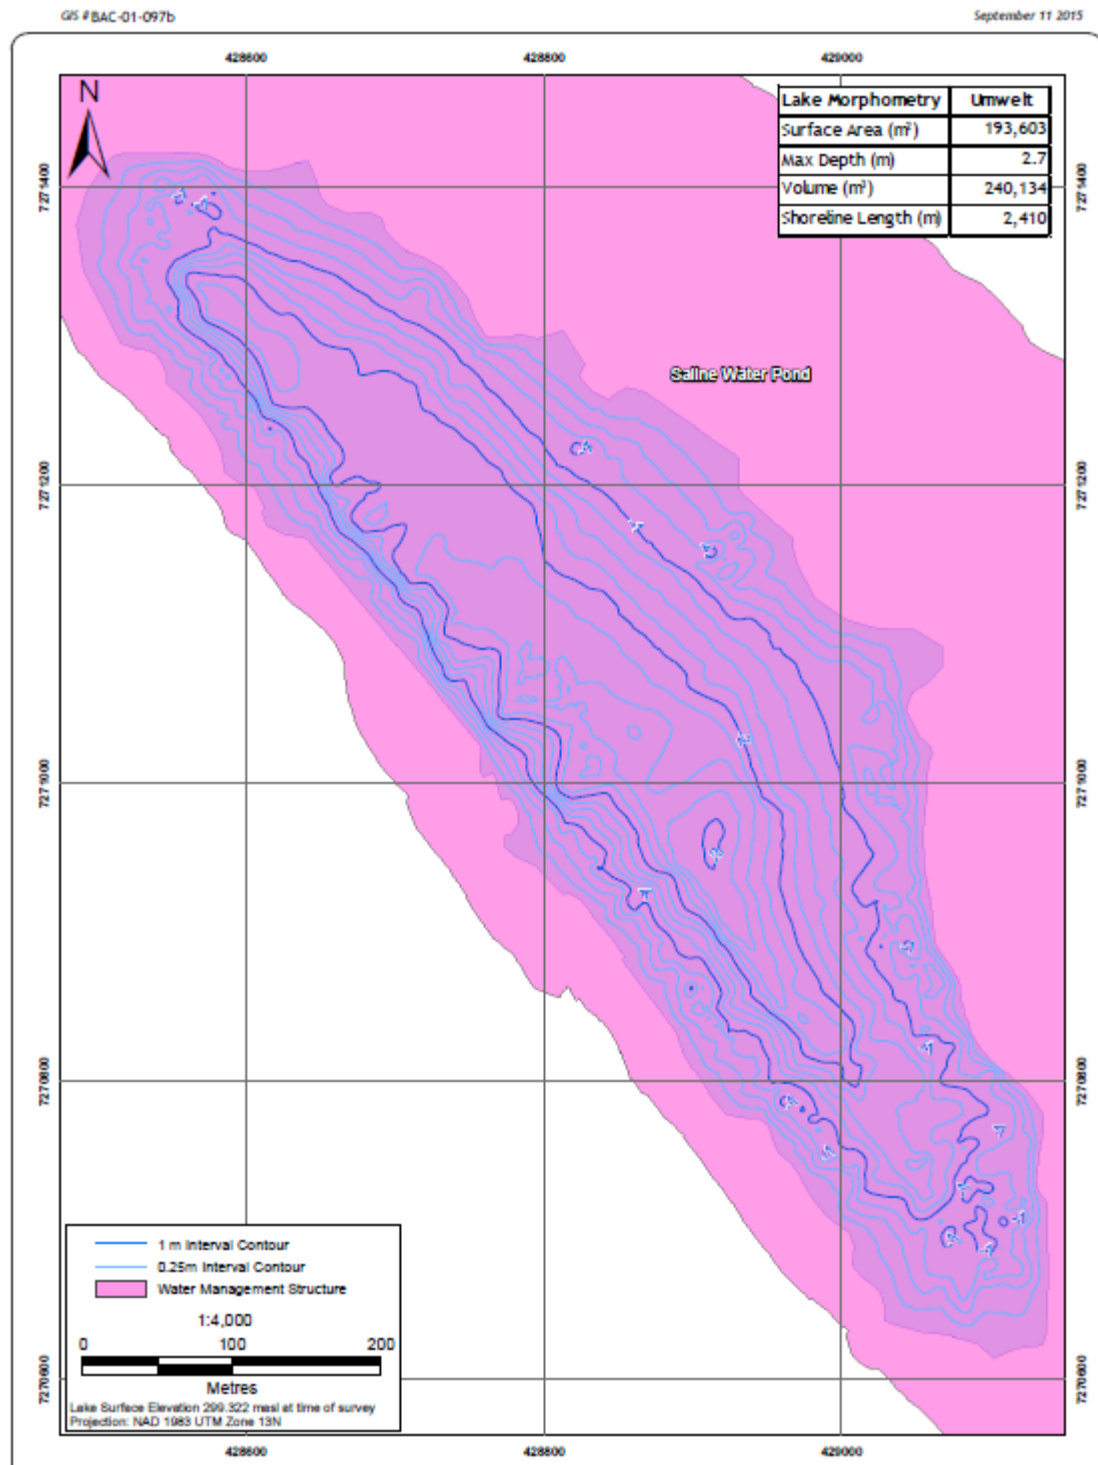 GIS # BAC-01-097b
September 11 2015
428600 428800 429000
N
Lake Morphometry Umwelt
Surface Area (m²) 193,603
Max Depth (m) 2.7
Volume (m³) 240,134
Shoreline Length (m) 2,410
7271400 7271400
Saline Water Pond
7271200 7271200
7271000 7271000
7270800 7270800
1 m Interval Contour
0.25m Interval Contour
Water Management Structure
1:4,000
0 100 200
Metres
Lake Surface Elevation 299.322 masl at time of survey
Projection: NAD 1983 UTM Zone 13N
7270600 7270600
428600 428800 429000